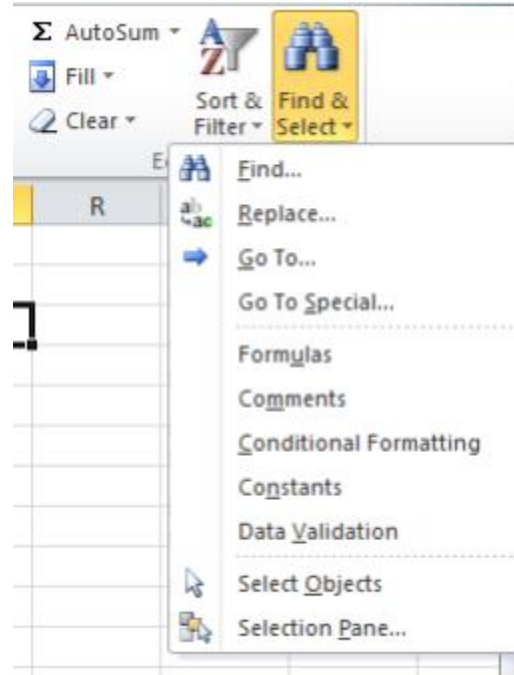 Σ AutoSum
Fill
Clear
Sort & Filter
Find & Select
R
Find...
Replace...
Go To...
Go To Special...
Formulas
Comments
Conditional Formatting
Constants
Data Validation
Select Objects
Selection Pane...